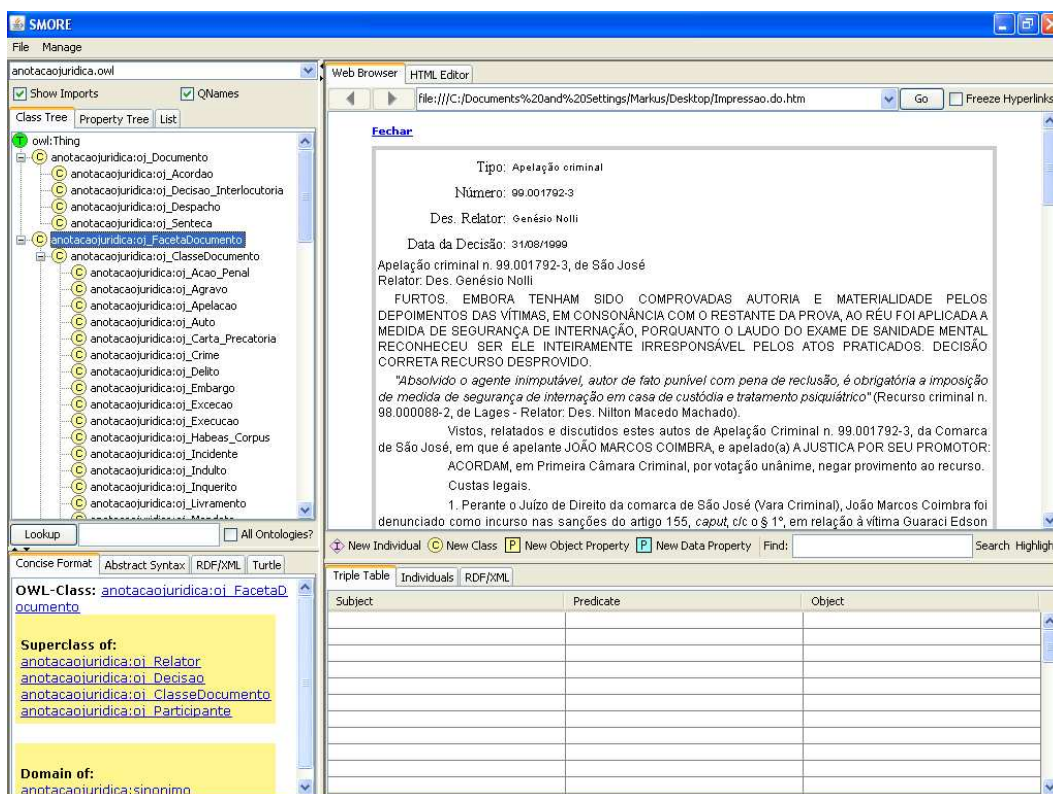 SMORE
File Manage
anotacaojuridica.owl
Show Imports QNames
Class Tree Property Tree List
owl:Thing
anotacaojuridica:oj_Documento
anotacaojuridica:oj_Acordao
anotacaojuridica:oj_Decisao_Interlocutoria
anotacaojuridica:oj_Despacho
anotacaojuridica:oj_Senteca
anotacaojuridica:oj_FacetaDocumento
anotacaojuridica:oj_ClasseDocumento
anotacaojuridica:oj_Acao_Penal
anotacaojuridica:oj_Agravo
anotacaojuridica:oj_Apelacao
anotacaojuridica:oj_Auto
anotacaojuridica:oj_Carta_Precatoria
anotacaojuridica:oj_Crime
anotacaojuridica:oj_Delito
anotacaojuridica:oj_Embargo
anotacaojuridica:oj_Excecao
anotacaojuridica:oj_Execucao
anotacaojuridica:oj_Habeas_Corpus
anotacaojuridica:oj_Incidente
anotacaojuridica:oj_Indulto
anotacaojuridica:oj_Inquerito
anotacaojuridica:oj_Livramento
Lookup All Ontologies?
Concise Format Abstract Syntax RDF/XML Turtle
OWL-Class: anotacaojuridica:oj_FacetaD
ocumento
Superclass of:
anotacaojuridica:oj_Relator
anotacaojuridica:oj_Decisao
anotacaojuridica:oj_ClasseDocumento
anotacaojuridica:oj_Participante
Domain of:
anotacaojuridica:sinonimo
Web Browser HTML Editor
file:///C:/Documents%20and%20Settings/Markus/Desktop/Impressao.do.htm Go Freeze Hyperlinks
Fechar
Tipo: Apelação criminal
Número: 99.001792-3
Des. Relator: Genésio Nolli
Data da Decisão: 31/08/1999
Apelação criminal n. 99.001792-3, de São José
Relator: Des. Genésio Nolli
FURTOS. EMBORA TENHAM SIDO COMPROVADAS AUTORIA E MATERIALIDADE PELOS
DEPOIMENTOS DAS VÍTIMAS, EM CONSONÂNCIA COM O RESTANTE DA PROVA, AO RÉU FOI APLICADA A
MEDIDA DE SEGURANÇA DE INTERNAÇÃO, PORQUANTO O LAUDO DO EXAME DE SANIDADE MENTAL
RECONHECEU SER ELE INTEIRAMENTE IRRESPONSÁVEL PELOS ATOS PRATICADOS. DECISÃO
CORRETA RECURSO DESPROVIDO.
"Absolvido o agente inimputável, autor de fato punível com pena de reclusão, é obrigatória a imposição
de medida de segurança de internação em casa de custódia e tratamento psiquiátrico" (Recurso criminal n.
98.000088-2, de Lages - Relator: Des. Nilton Macedo Machado).
Vistos, relatados e discutidos estes autos de Apelação Criminal n. 99.001792-3, da Comarca
de São José, em que é apelante JOÃO MARCOS COIMBRA, e apelado(a) A JUSTICA POR SEU PROMOTOR:
ACORDAM, em Primeira Câmara Criminal, por votação unânime, negar provimento ao recurso.
Custas legais.
1. Perante o Juízo de Direito da comarca de São José (Vara Criminal), João Marcos Coimbra foi
denunciado como incurso nas sanções do artigo 155, caput, c/c o § 1º, em relação à vítima Guaraci Edson
New Individual C New Class P New Object Property P New Data Property Find: Search Highligh
Triple Table Individuals RDF/XML
Subject Predicate Object